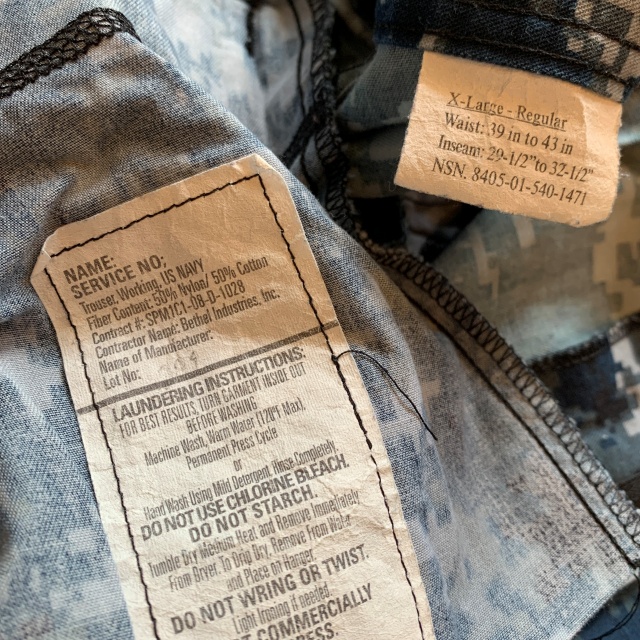 X-Large - Regular
Waist: 39 in to 43 in
Inseam: 29-1/2" to 32-1/2"
NSN. 8405-01-540-1471
NAME:
SERVICE NO:
Trouser, Working, US NAVY
Fiber Content: 50% Nylon/ 50% Cotton
Contract #: SPM1C1-08-D-1028
Contractor Name: Bethel Industries, Inc.
Name of Manufacturer:
Lot No:
LAUNDERING INSTRUCTIONS:
FOR BEST RESULTS, TURN GARMENT INSIDE OUT
BEFORE WASHING
Machine Wash, Warm Water Max)
Permanent Press Cycle
or
Hand Wash Using Mild Detergent, Rinse Completely
DO NOT USE CHLORINE BLEACH.
DO NOT STARCH.
Tumble Dry Medium Heat and Remove Immediately
From Dryer. To Drip Dry, Remove From Water
and Place on Hanger
DO NOT WRING OR TWIST.
Light Ironing if needed.
COMMERCIALLY